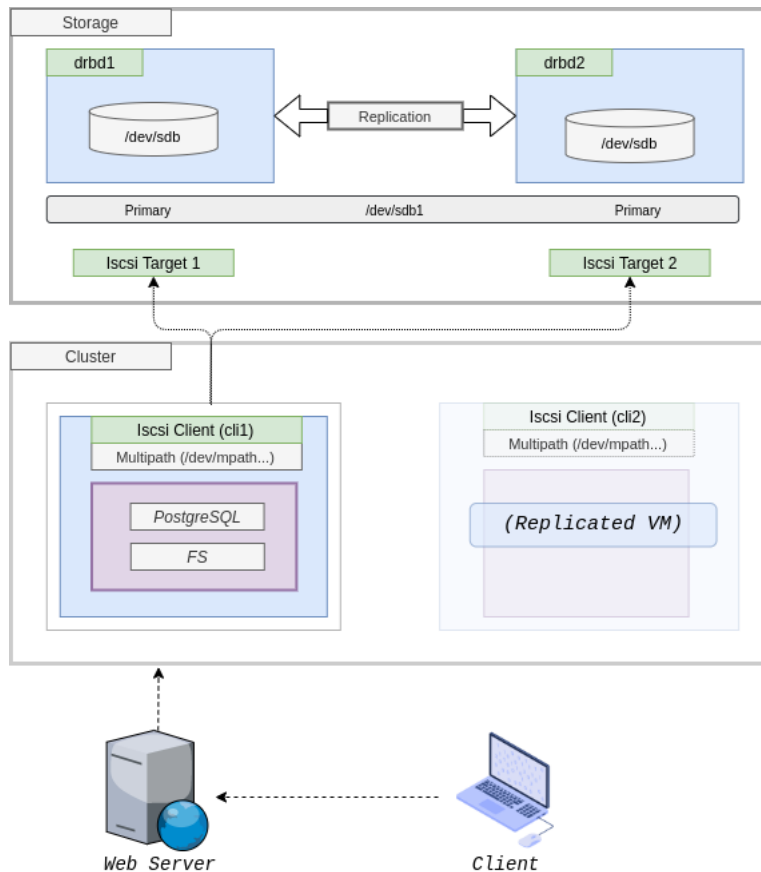 Storage
drbd1
drbd2
/dev/sdb
Replication
/dev/sdb
Primary
/dev/sdb1
Primary
Iscsi Target 1
Iscsi Target 2
Cluster
Iscsi Client (cli1)
Multipath (/dev/mpath...)
PostgreSQL
FS
Iscsi Client (cli2)
Multipath (/dev/mpath...)
(Replicated VM)
Web Server
Client